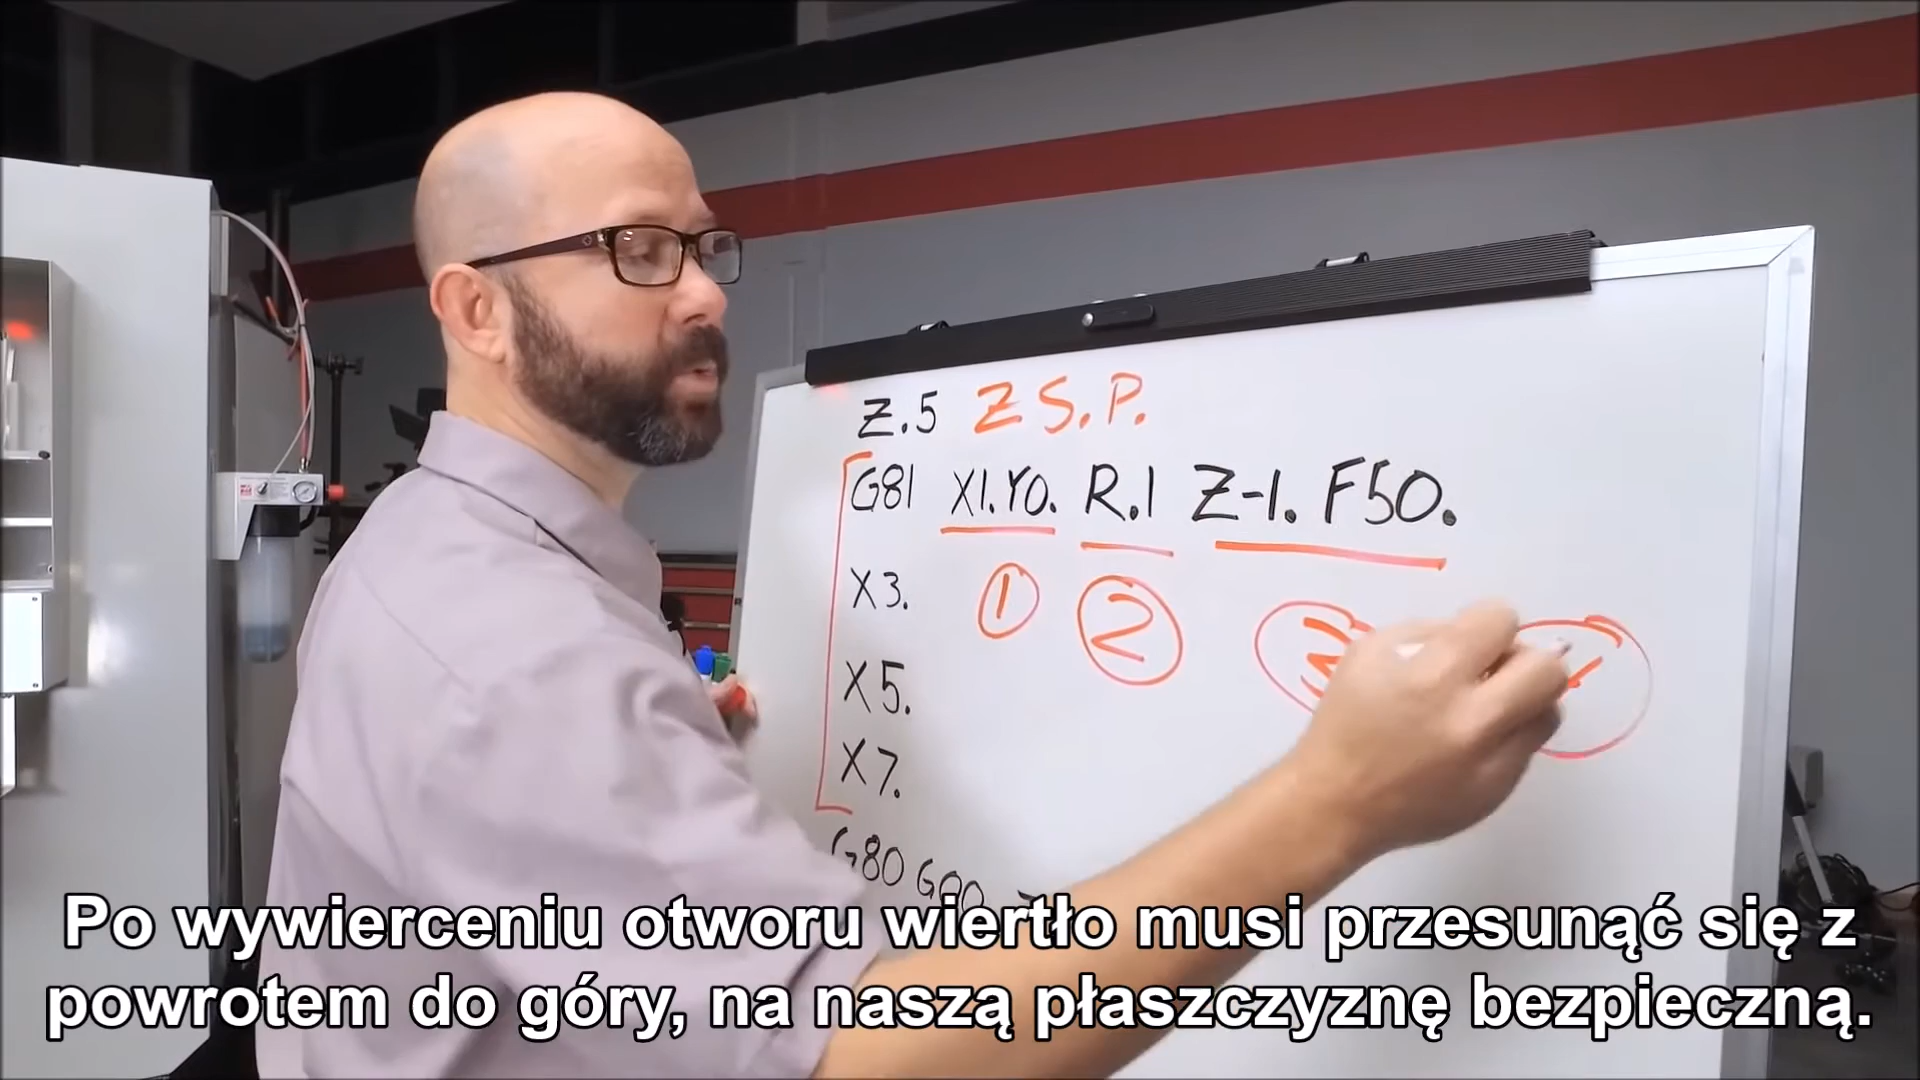 Z.5 Z S.P.
G81 X1.Y0. R.1 Z-1. F50.
X3.
1 2 3
X5.
X7.
G80 G00
Po wywierceniu otworu wiertło musi przesunąć się z
powrotem do góry, na naszą płaszczyznę bezpieczną.